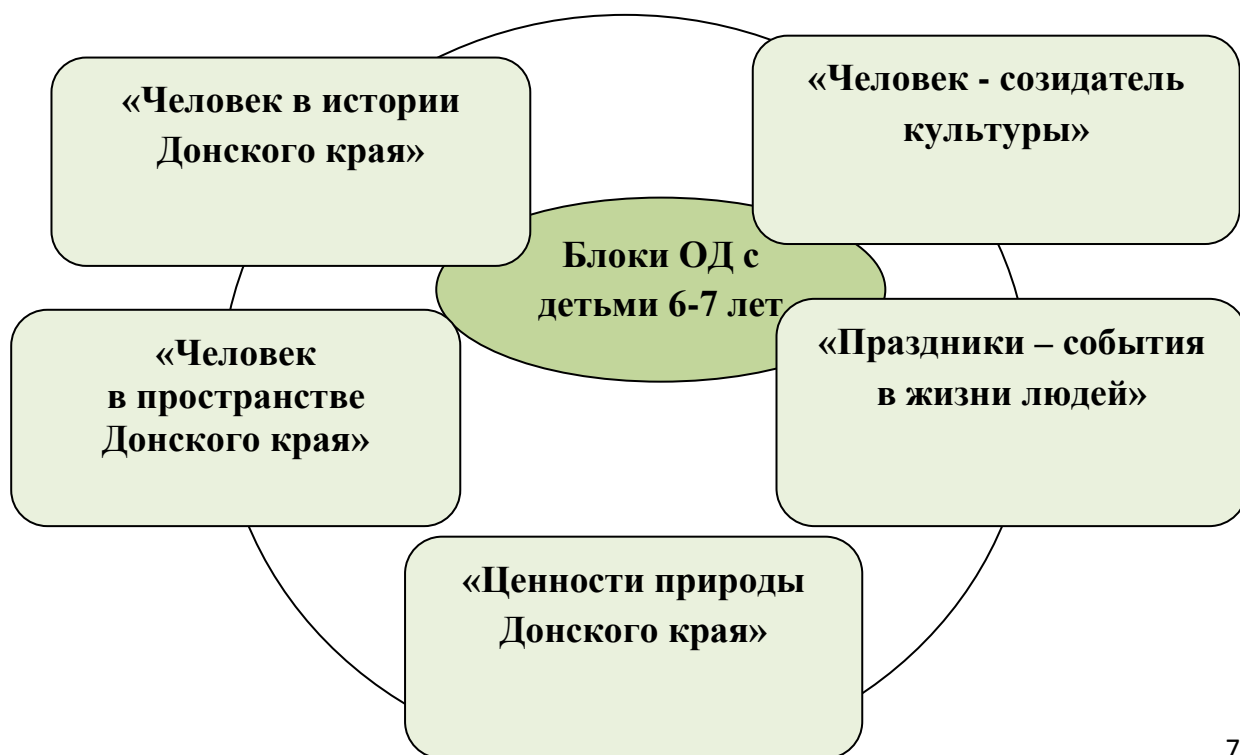 «Человек в истории
Донского края»
«Человек - созидатель
культуры»
Блоки ОД с
детьми 6-7 лет
«Человек
в пространстве
Донского края»
«Праздники – события
в жизни людей»
«Ценности природы
Донского края»
7